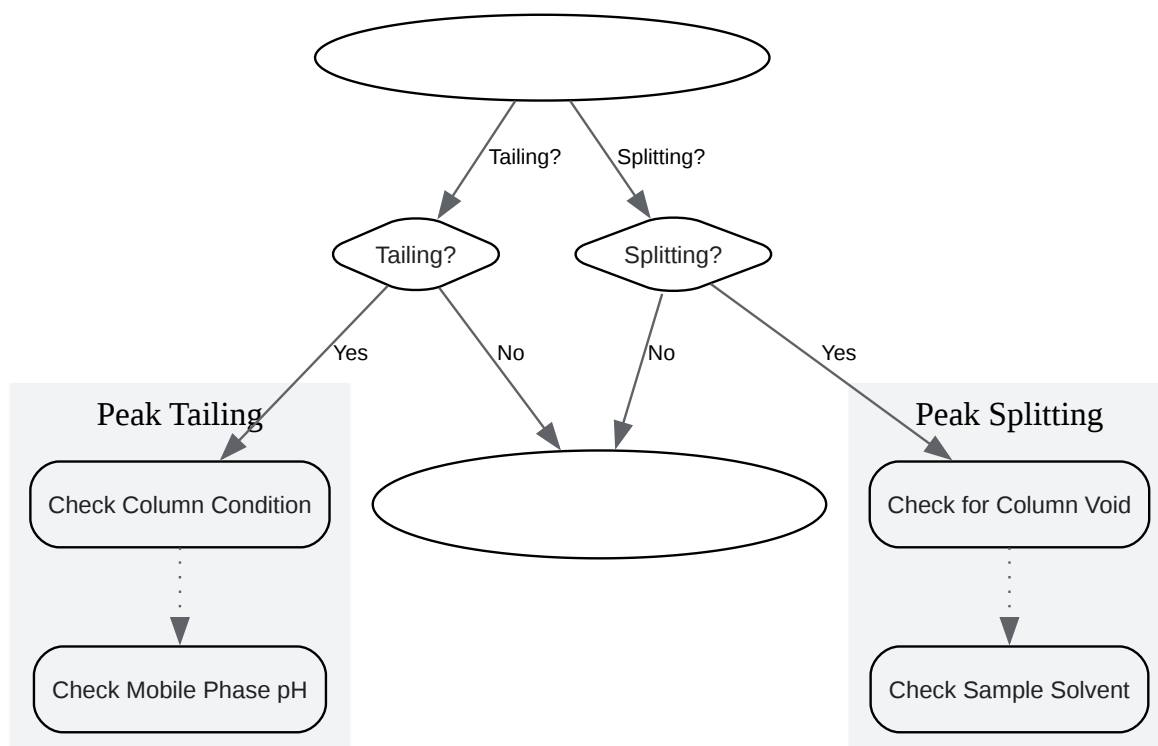 Tailing?
Splitting?
Tailing?
Splitting?
Yes
No
No
Yes
Peak Tailing
Peak Splitting
Check Column Condition
Check for Column Void
Check Mobile Phase pH
Check Sample Solvent